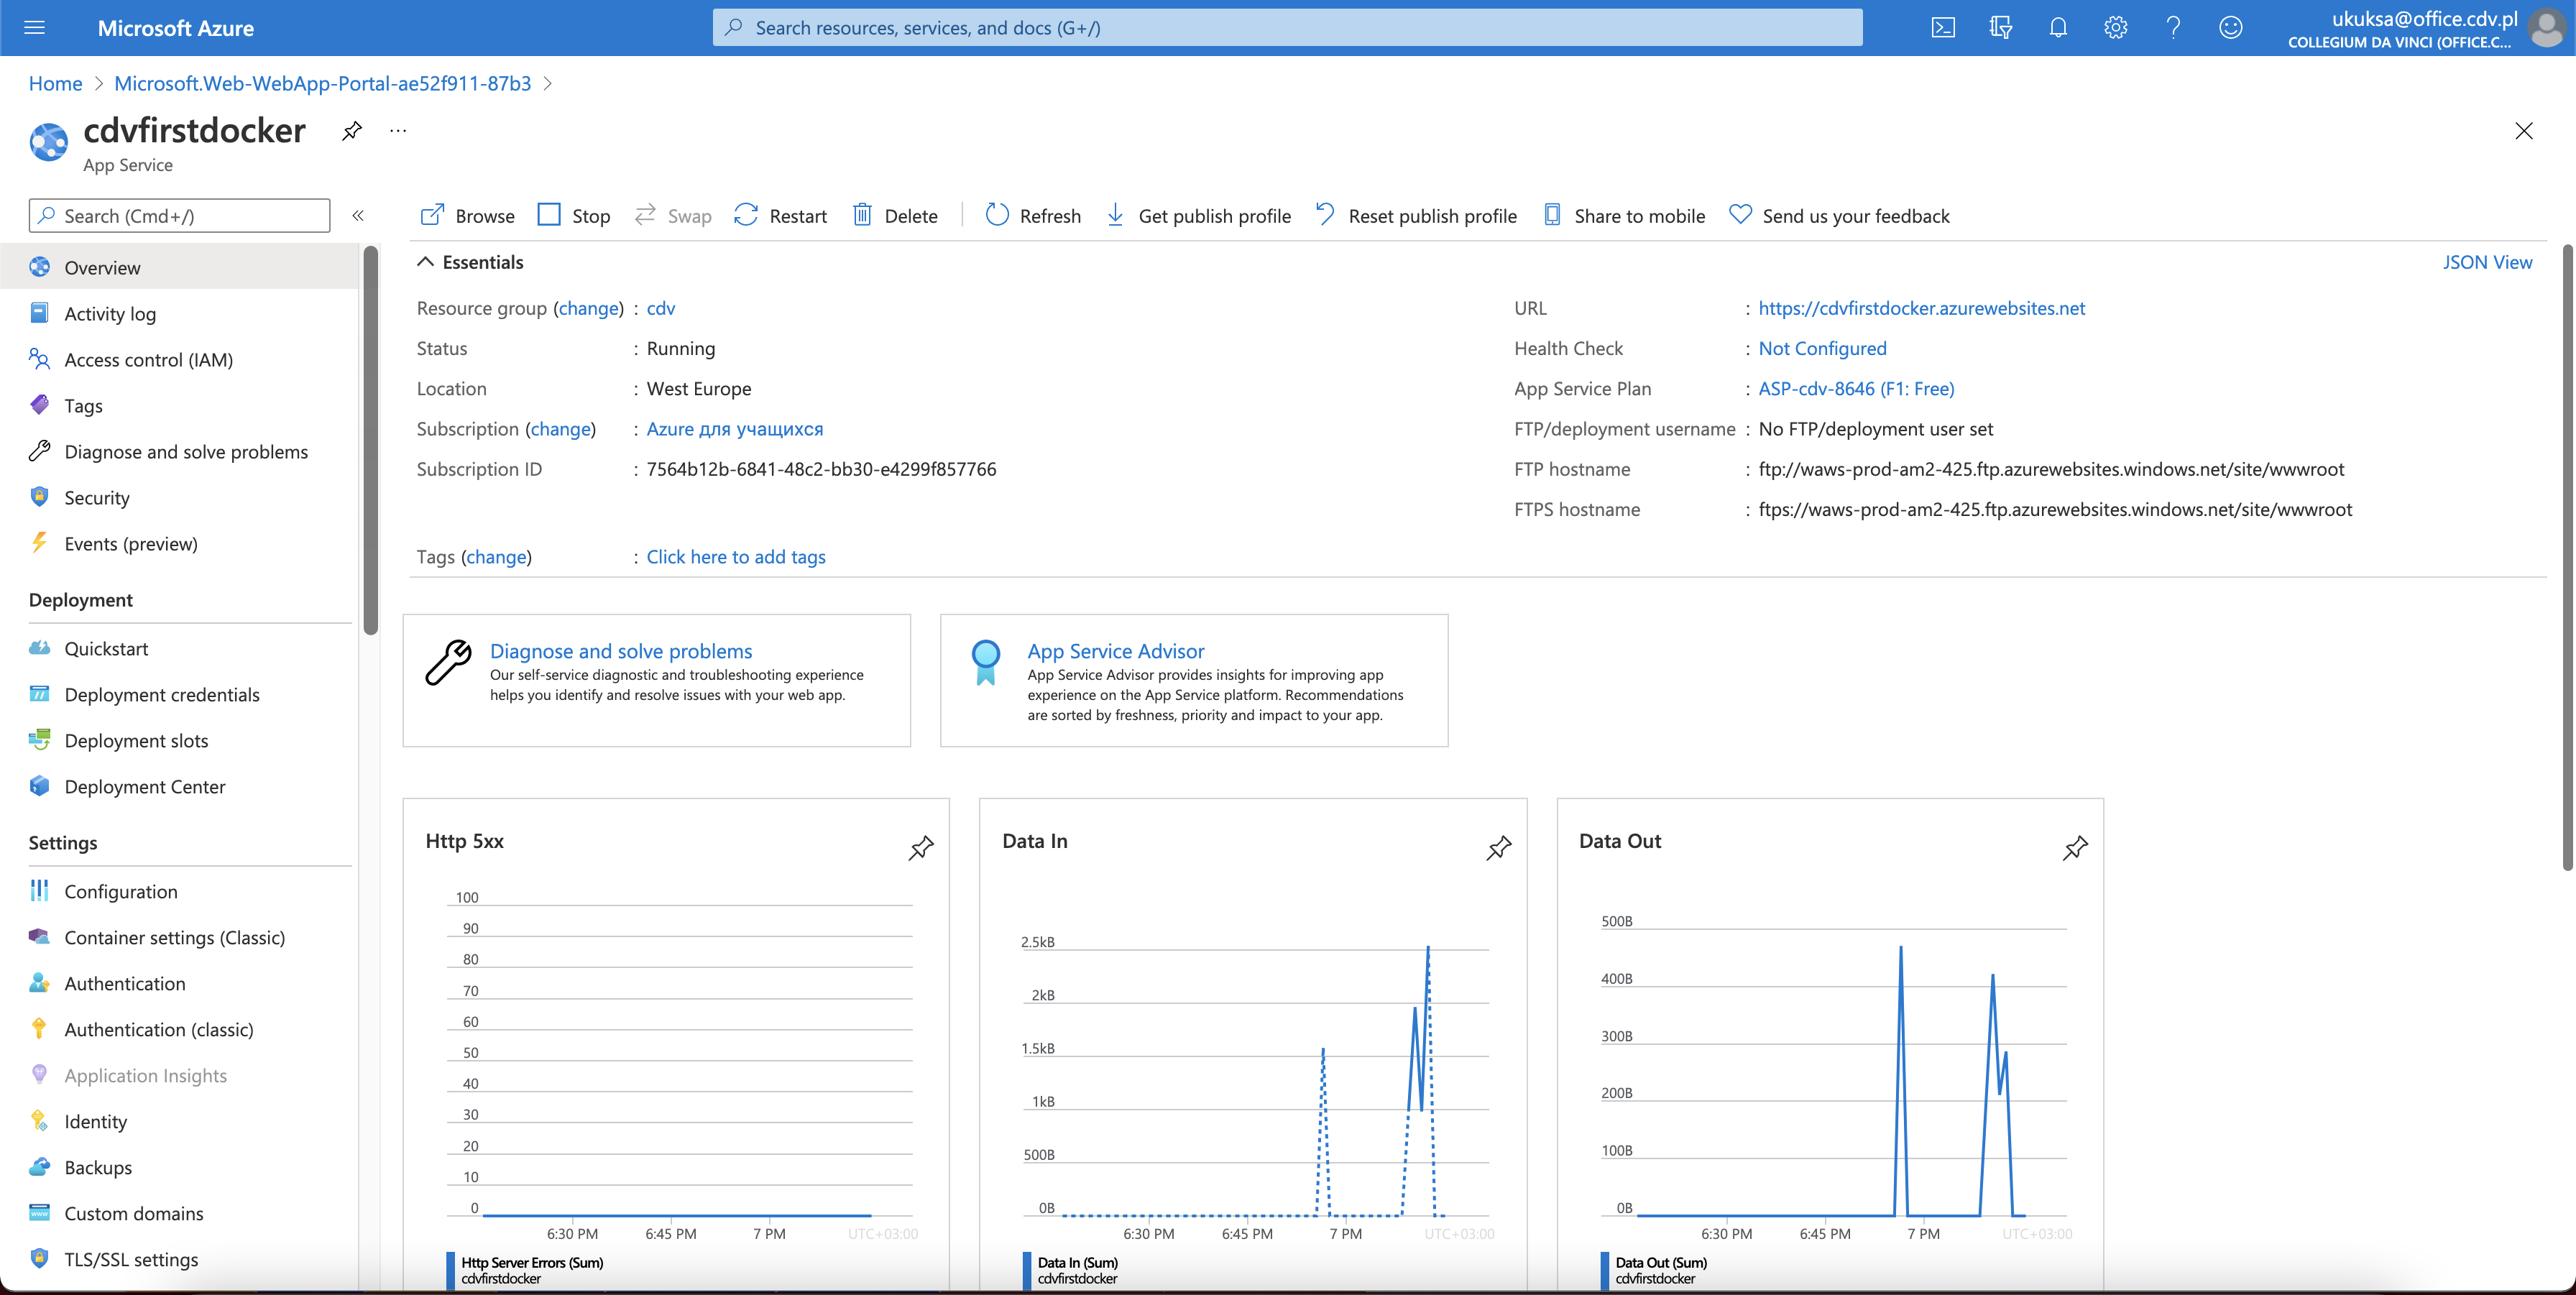 Microsoft Azure
Search resources, services, and docs (G+/)
ukuksa@office.cdv.pl
COLLEGIUM DA VINCI (OFFICE.C...
Home > Microsoft.Web-WebApp-Portal-ae52f911-87b3 >
cdvfirstdocker
App Service
Search (Cmd+/)
Overview
Activity log
Access control (IAM)
Tags
Diagnose and solve problems
Security
Events (preview)
Deployment
Quickstart
Deployment credentials
Deployment slots
Deployment Center
Settings
Configuration
Container settings (Classic)
Authentication
Authentication (classic)
Application Insights
Identity
Backups
Custom domains
TLS/SSL settings
Browse Stop Swap Restart Delete Refresh Get publish profile Reset publish profile Share to mobile Send us your feedback
Essentials
JSON View
Resource group (change) : cdv
Status : Running
Location : West Europe
Subscription (change) : Azure для учащихся
Subscription ID : 7564b12b-6841-48c2-bb30-e4299f857766
Tags (change) : Click here to add tags
URL : https://cdvfirstdocker.azurewebsites.net
Health Check : Not Configured
App Service Plan : ASP-cdv-8646 (F1: Free)
FTP/deployment username : No FTP/deployment user set
FTP hostname : ftp://waws-prod-am2-425.ftp.azurewebsites.windows.net/site/wwwroot
FTPS hostname : ftps://waws-prod-am2-425.ftp.azurewebsites.windows.net/site/wwwroot
Diagnose and solve problems
Our self-service diagnostic and troubleshooting experience
helps you identify and resolve issues with your web app.
App Service Advisor
App Service Advisor provides insights for improving app
experience on the App Service platform. Recommendations
are sorted by freshness, priority and impact to your app.
Http 5xx
100
90
80
70
60
50
40
30
20
10
0
6:30 PM 6:45 PM 7 PM UTC+03:00
Http Server Errors (Sum)
cdvfirstdocker
Data In
2.5kB
2kB
1.5kB
1kB
500B
0B
6:30 PM 6:45 PM 7 PM UTC+03:00
Data In (Sum)
cdvfirstdocker
Data Out
500B
400B
300B
200B
100B
0B
6:30 PM 6:45 PM 7 PM UTC+03:00
Data Out (Sum)
cdvfirstdocker